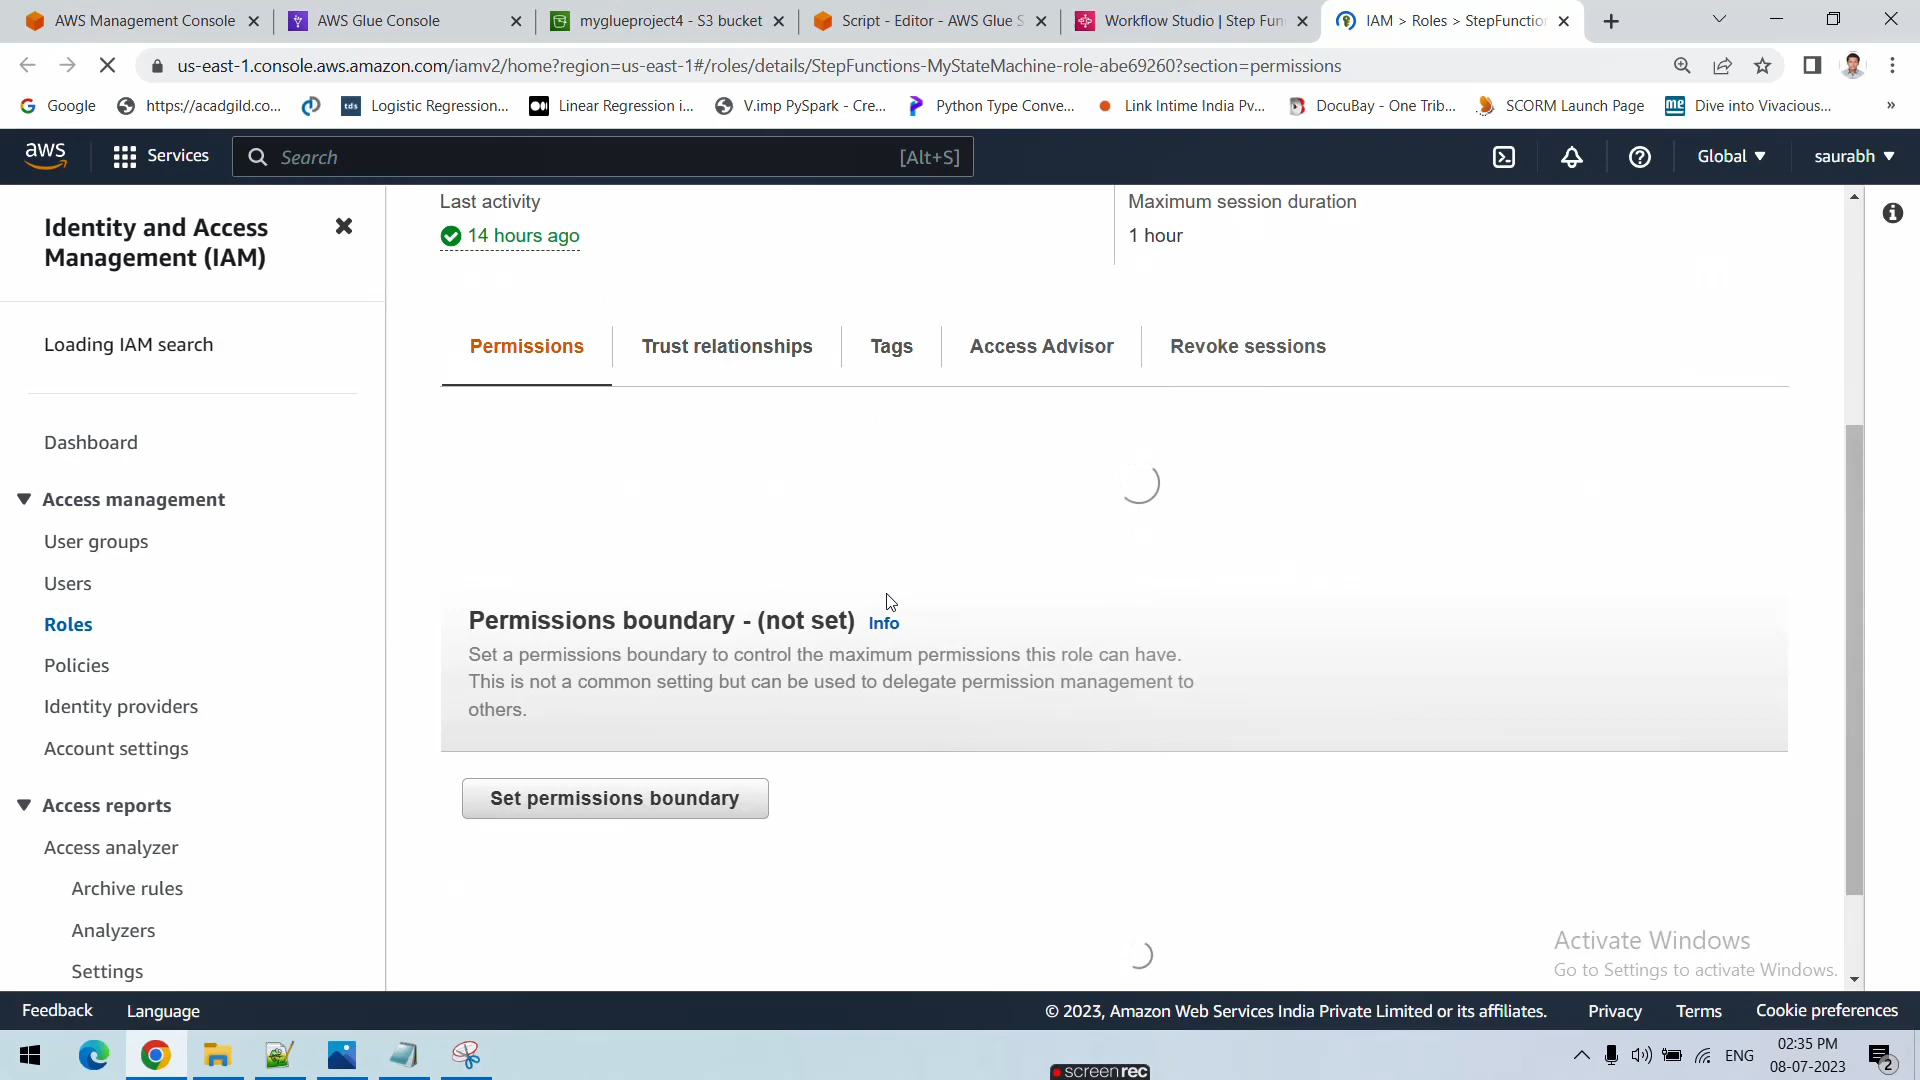 AWS Management Console
AWS Glue Console
myglueproject4 - S3 bucket
Script - Editor - AWS Glue S
Workflow Studio | Step Fun
IAM > Roles > StepFunctio
us-east-1.console.aws.amazon.com/iamv2/home?region=us-east-1#/roles/details/StepFunctions-MyStateMachine-role-abe69260?section=permissions
Google
https://acadgild.co...
tds
Logistic Regression...
Linear Regression i...
V.imp PySpark - Cre...
Python Type Conve...
Link Intime India Pv...
DocuBay - One Trib...
SCORM Launch Page
me
Dive into Vivacious...
»
aws
Services
Search
[Alt+S]
Global
saurabh
Identity and Access
Management (IAM)
Loading IAM search
Dashboard
Access management
User groups
Users
Roles
Policies
Identity providers
Account settings
Access reports
Access analyzer
Archive rules
Analyzers
Settings
Last activity
14 hours ago
Maximum session duration
1 hour
Permissions
Trust relationships
Tags
Access Advisor
Revoke sessions
Permissions boundary - (not set)
Info
Set a permissions boundary to control the maximum permissions this role can have.
This is not a common setting but can be used to delegate permission management to
others.
Set permissions boundary
Activate Windows
Go to Settings to activate Windows.
Feedback
Language
© 2023, Amazon Web Services India Private Limited or its affiliates.
Privacy
Terms
Cookie preferences
screenrec
ENG
02:35 PM
08-07-2023
2